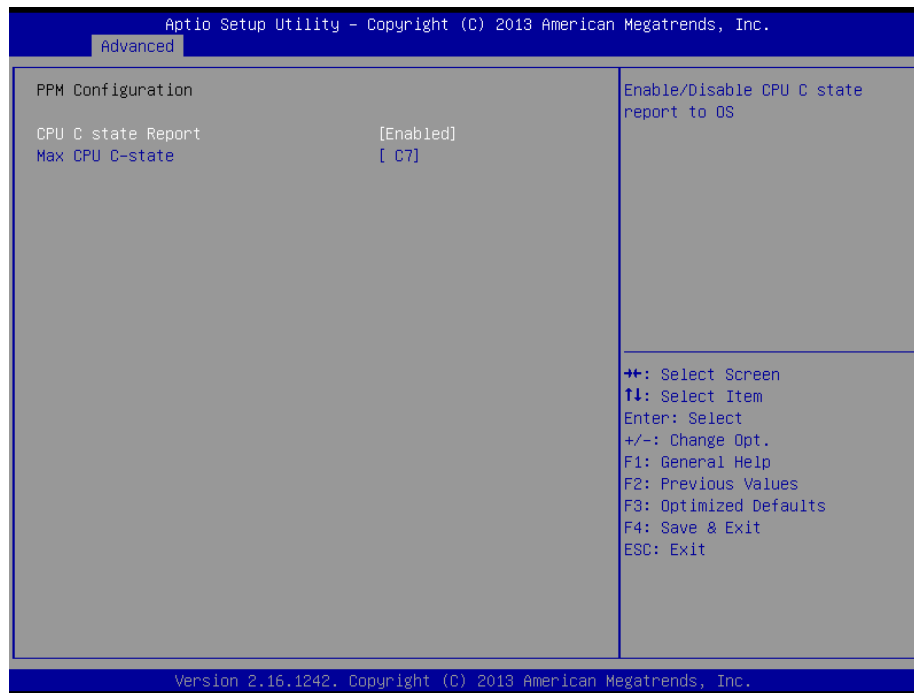 Aptio Setup Utility – Copyright (C) 2013 American Megatrends, Inc.
Advanced
PPM Configuration
CPU C state Report [Enabled]
Max CPU C-state [ C7]
Enable/Disable CPU C state
report to OS
→←: Select Screen
↑↓: Select Item
Enter: Select
+/-: Change Opt.
F1: General Help
F2: Previous Values
F3: Optimized Defaults
F4: Save & Exit
ESC: Exit
Version 2.16.1242. Copyright (C) 2013 American Megatrends, Inc.